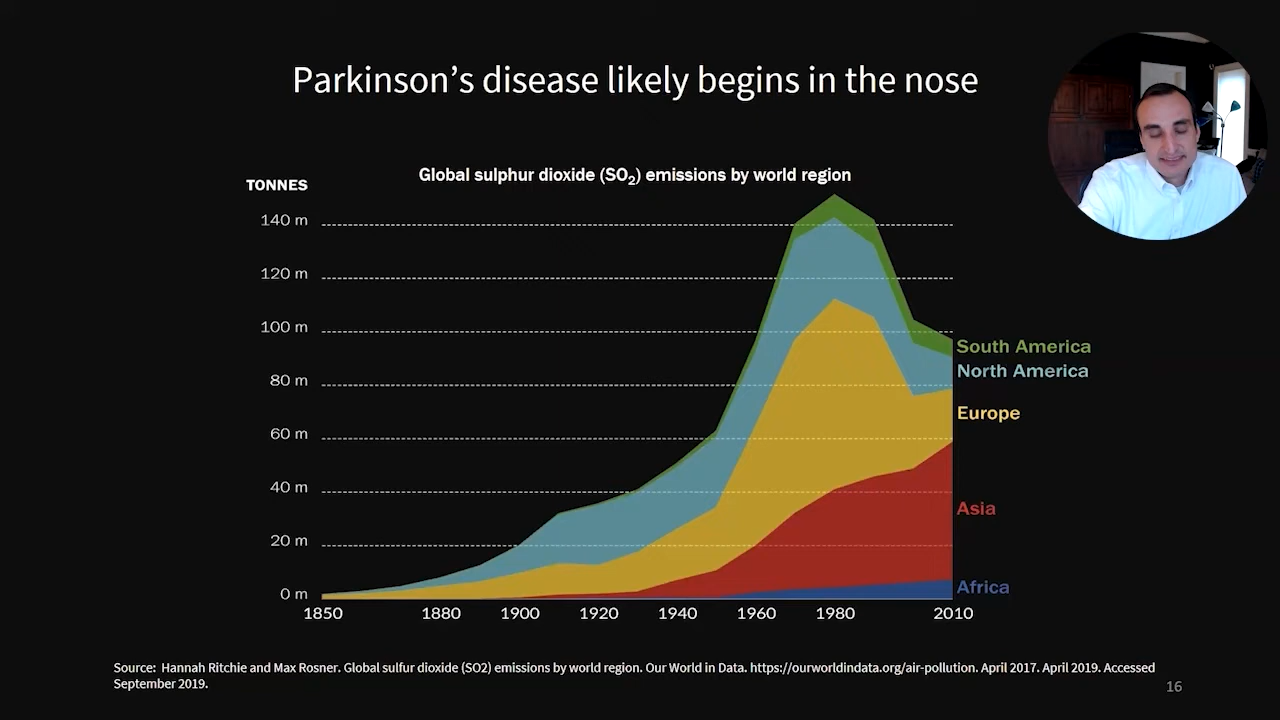 Parkinson’s disease likely begins in the nose
Global sulphur dioxide (SO2) emissions by world region
TONNES
140 m
120 m
100 m
80 m
60 m
40 m
20 m
0 m
South America
North America
Europe
Asia
Africa
1850 1880 1900 1920 1940 1960 1980 2010
Source: Hannah Ritchie and Max Rosner. Global sulfur dioxide (SO2) emissions by world region. Our World in Data. https://ourworldindata.org/air-pollution. April 2017. April 2019. Accessed
September 2019.
16